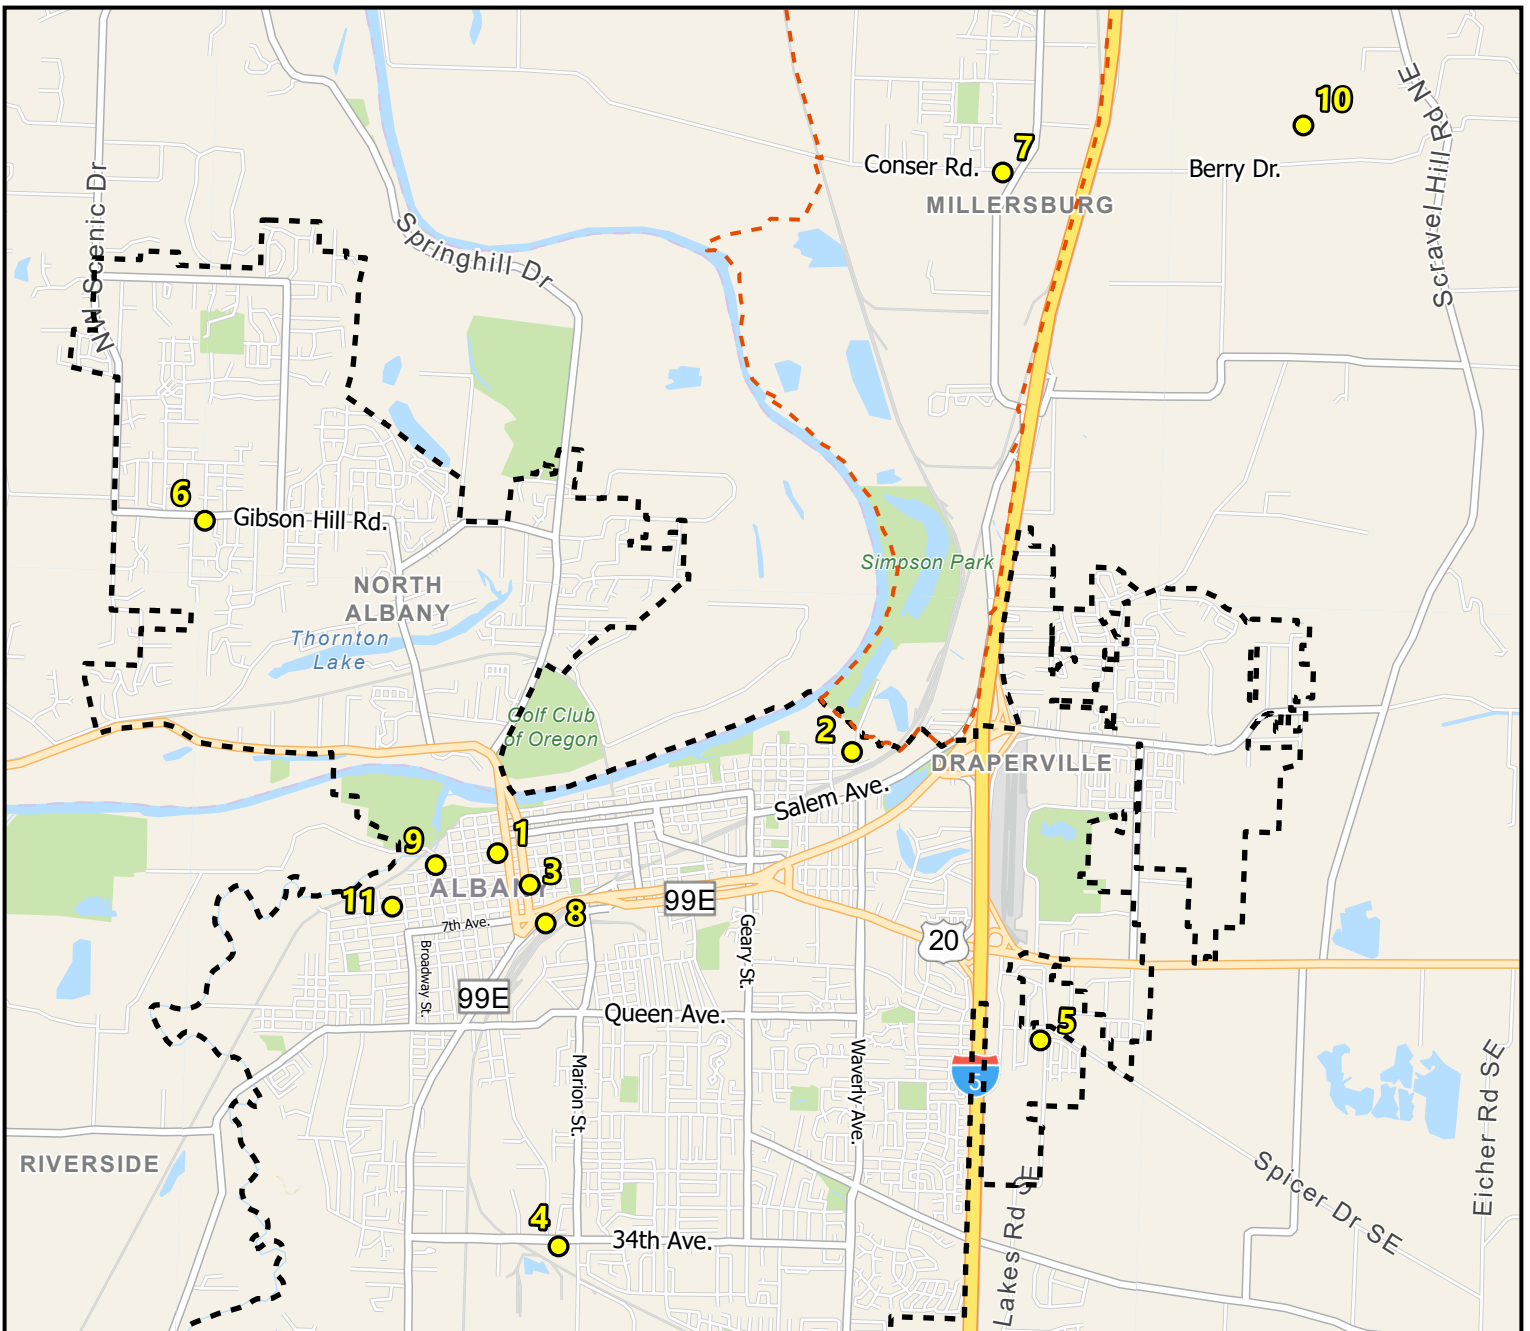 10
Scravel Hill Rd NE
7
Conser Rd.
Berry Dr.
MILLERSBURG
NW Scenic Dr
Springhill Dr
6
Gibson Hill Rd.
Simpson Park
NORTH
ALBANY
Thornton
Lake
Golf Club
of Oregon
2
DRAPERVILLE
Salem Ave.
9
1
3
ALBANY
11
8
99E
7th Ave.
Geary St.
20
Broadway St.
99E
Queen Ave.
5
Marion St.
Waverly Ave.
5
RIVERSIDE
Eicher Rd SE
Spicer Dr SE
Lakes Rd SE
4
34th Ave.